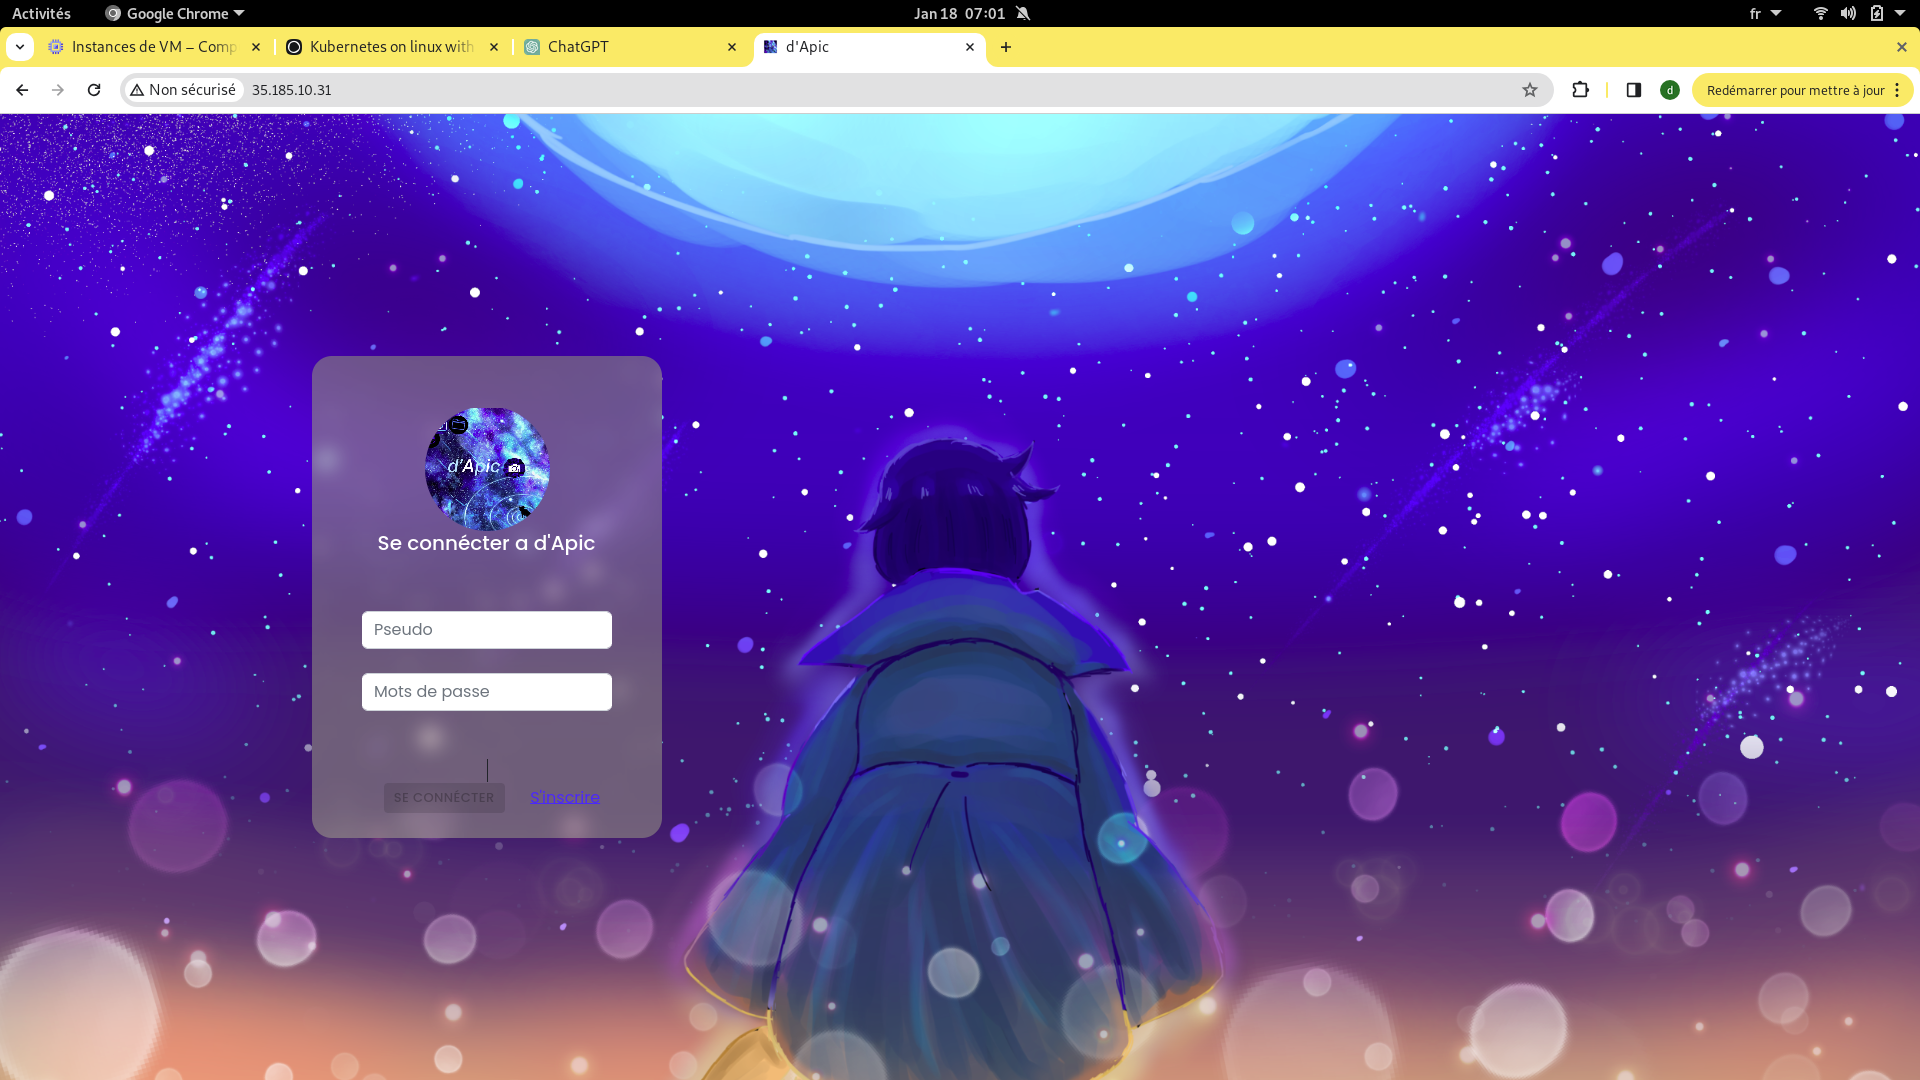 Activités
Google Chrome
Jan 18 07:01
fr
Instances de VM – Comp
Kubernetes on linux with
ChatGPT
d'Apic
Non sécurisé
35.185.10.31
d
Redémarrer pour mettre à jour
d'Apic
Se connécter a d'Apic
Pseudo
Mots de passe
SE CONNÉCTER
S'inscrire